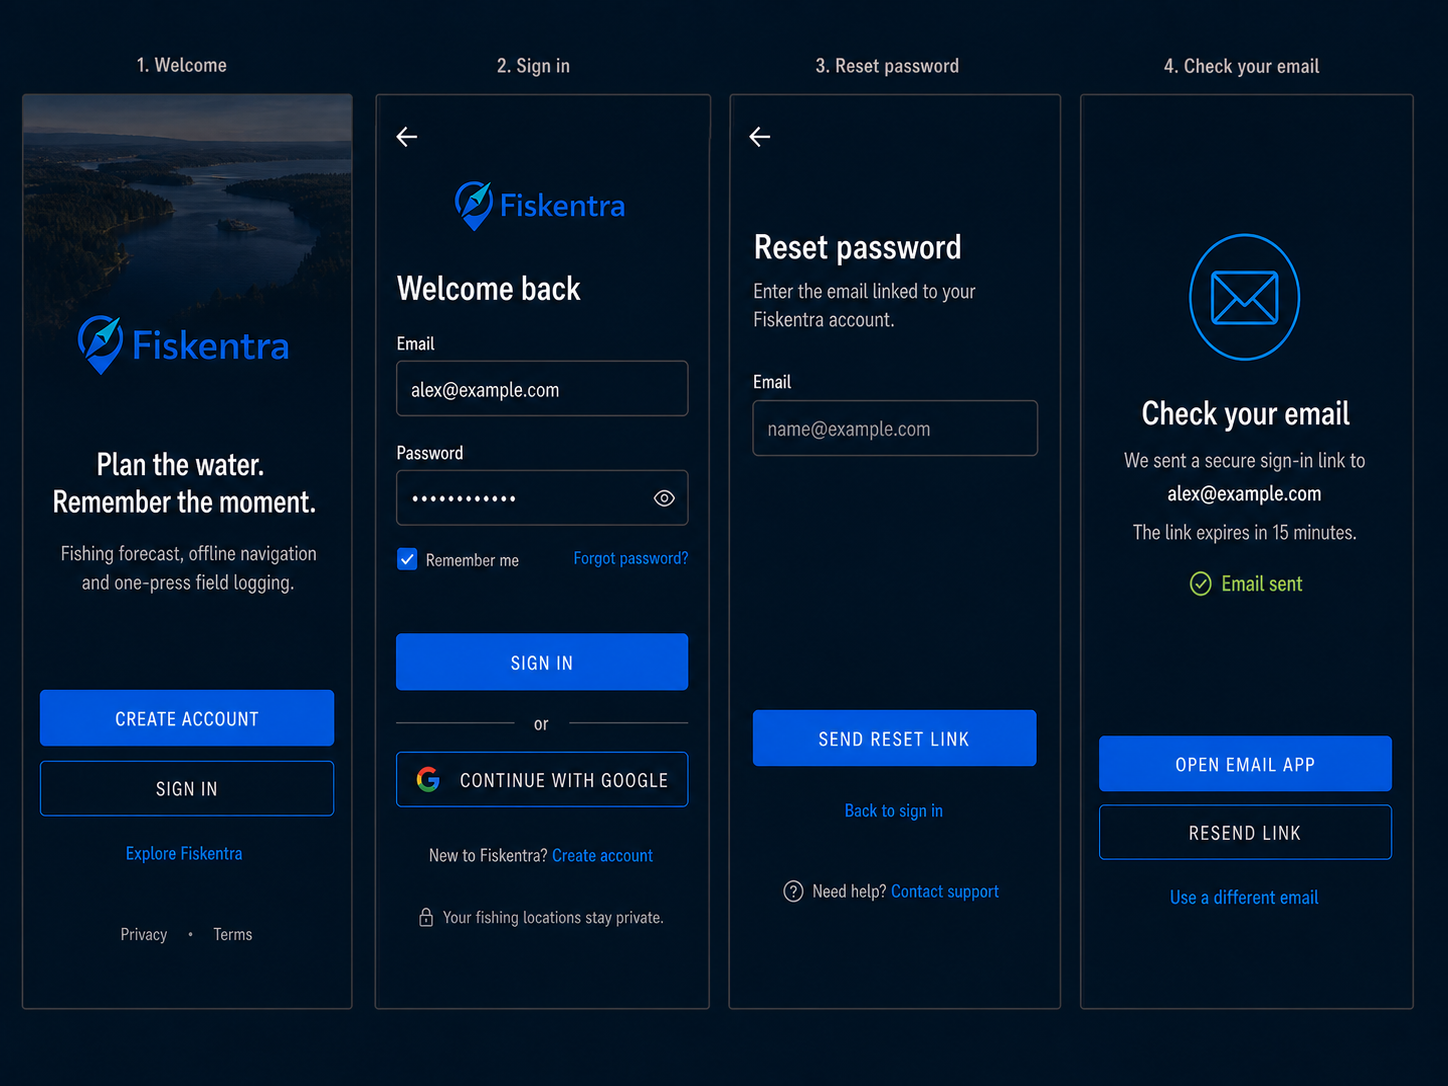 1. Welcome
Fiskentra
Plan the water.
Remember the moment.
Fishing forecast, offline navigation
and one-press field logging.
CREATE ACCOUNT
SIGN IN
Explore Fiskentra
Privacy • Terms
2. Sign in
Fiskentra
Welcome back
Email
alex@example.com
Password
••••••••••••
Remember me
Forgot password?
SIGN IN
or
CONTINUE WITH GOOGLE
New to Fiskentra? Create account
Your fishing locations stay private.
3. Reset password
Reset password
Enter the email linked to your
Fiskentra account.
Email
name@example.com
SEND RESET LINK
Back to sign in
Need help? Contact support
4. Check your email
Check your email
We sent a secure sign-in link to
alex@example.com
The link expires in 15 minutes.
Email sent
OPEN EMAIL APP
RESEND LINK
Use a different email